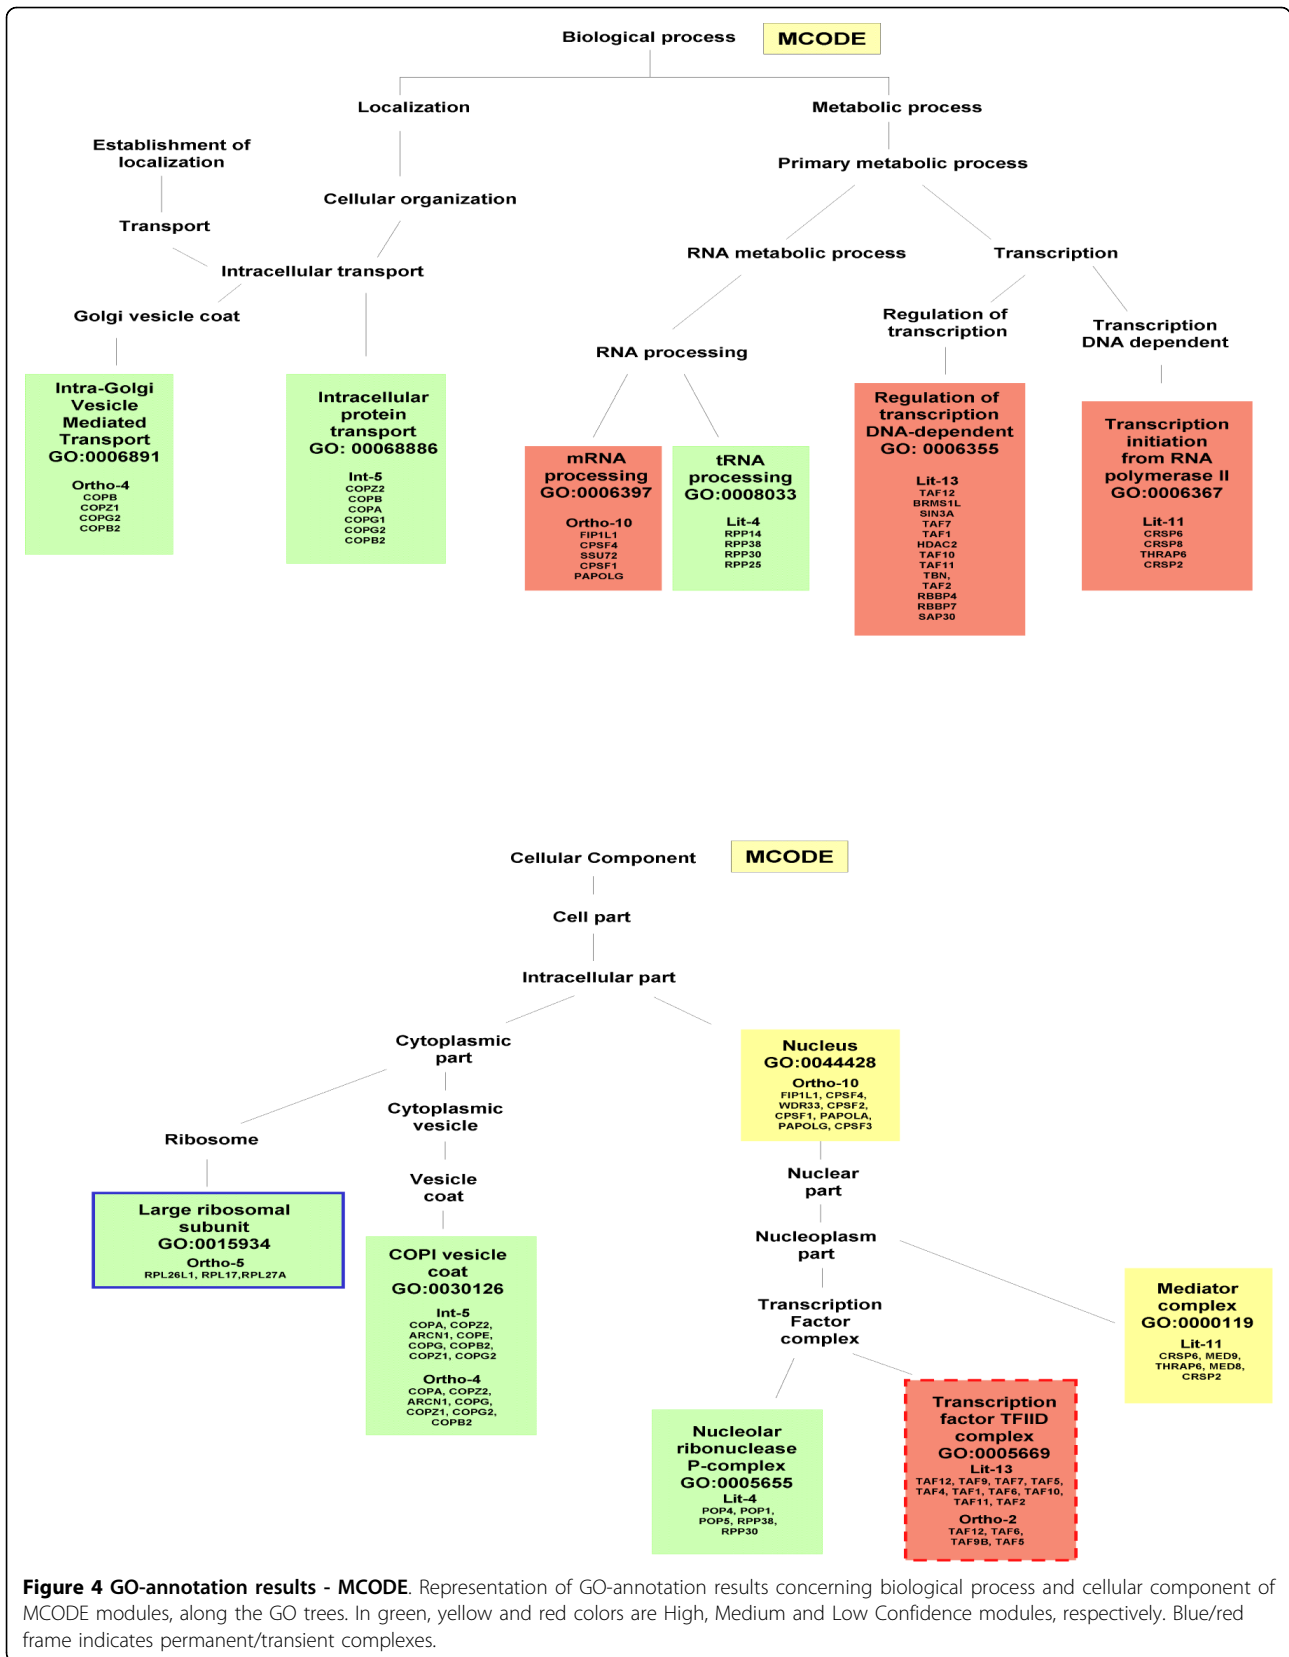 Biological process
MCODE
Localization
Metabolic process
Establishment of
localization
Primary metabolic process
Cellular organization
Transport
RNA metabolic process
Transcription
Intracellular transport
Golgi vesicle coat
Regulation of
transcription
Transcription
DNA dependent
RNA processing
Intra-Golgi
Vesicle
Mediated
Transport
GO:0006891
Ortho-4
COPB
COPZ1
COPG2
COPB2
Intracellular
protein
transport
GO: 00068886
Int-5
COPZ2
COPB
COPA
COPG1
COPG2
COPB2
mRNA
processing
GO:0006397
Ortho-10
FIP1L1
CPSF4
SSU72
CPSF1
PAPOLG
tRNA
processing
GO:0008033
Lit-4
RPP14
RPP38
RPP30
RPP25
Regulation of
transcription
DNA-dependent
GO: 0006355
Lit-13
TAF12
BRMS1L
SIN3A
TAF7
TAF1
HDAC2
TAF10
TAF11
TBN,
TAF2
RBBP4
RBBP7
SAP30
Transcription
initiation
from RNA
polymerase II
GO:0006367
Lit-11
CRSP6
CRSP8
THRAP6
CRSP2
Cellular Component
MCODE
Cell part
Intracellular part
Cytoplasmic
part
Nucleus
GO:0044428
Ortho-10
FIP1L1, CPSF4,
WDR33, CPSF2,
CPSF1, PAPOLA,
PAPOLG, CPSF3
Cytoplasmic
vesicle
Ribosome
Vesicle
coat
Nuclear
part
Large ribosomal
subunit
GO:0015934
Ortho-5
RPL26L1, RPL17,RPL27A
Nucleoplasm
part
COPI vesicle
coat
GO:0030126
Int-5
COPA, COPZ2,
ARCN1, COPE,
COPG, COPB2,
COPZ1, COPG2
Ortho-4
COPA, COPZ2,
ARCN1, COPG,
COPZ1, COPG2,
COPB2
Transcription
Factor
complex
Mediator
complex
GO:0000119
Lit-11
CRSP6, MED9,
THRAP6, MED8,
CRSP2
Nucleolar
ribonuclease
P-complex
GO:0005655
Lit-4
POP4, POP1,
POP5, RPP38,
RPP30
Transcription
factor TFIID
complex
GO:0005669
Lit-13
TAF12, TAF9, TAF7, TAF5,
TAF4, TAF1, TAF6, TAF10,
TAF11, TAF2
Ortho-2
TAF12, TAF6,
TAF9B, TAF5
Figure 4 GO-annotation results - MCODE. Representation of GO-annotation results concerning biological process and cellular component of
MCODE modules, along the GO trees. In green, yellow and red colors are High, Medium and Low Confidence modules, respectively. Blue/red
frame indicates permanent/transient complexes.